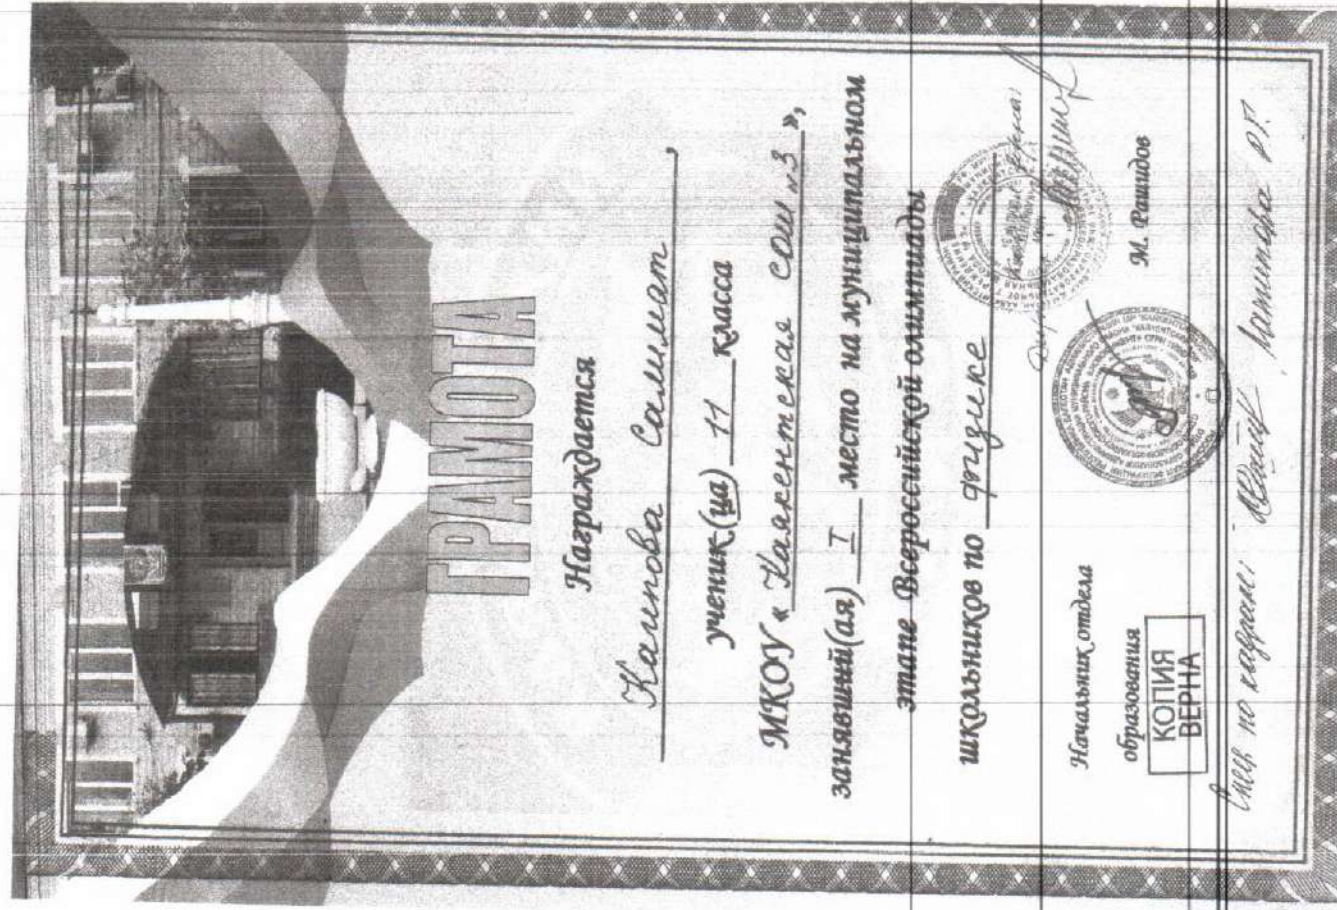 ГРАМОТА
Награждается
Салимат,
ученик(ца) 11 класса
МКОУ « Каякентская СОШ №3 »,
занявший(ая) I место на муниципальном
этапе Всероссийской олимпиады
школьников по физике
Начальник отдела
образования
М. Рашидов
КОПИЯ
ВЕРНА
Спец по кадрам: